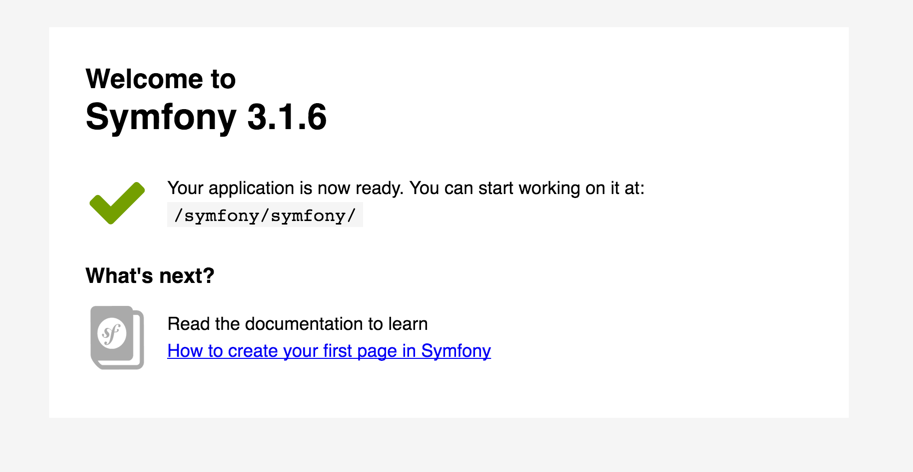 Welcome to
Symfony 3.1.6
Your application is now ready. You can start working on it at:
/symfony/symfony/
What's next?
sf
Read the documentation to learn
How to create your first page in Symfony